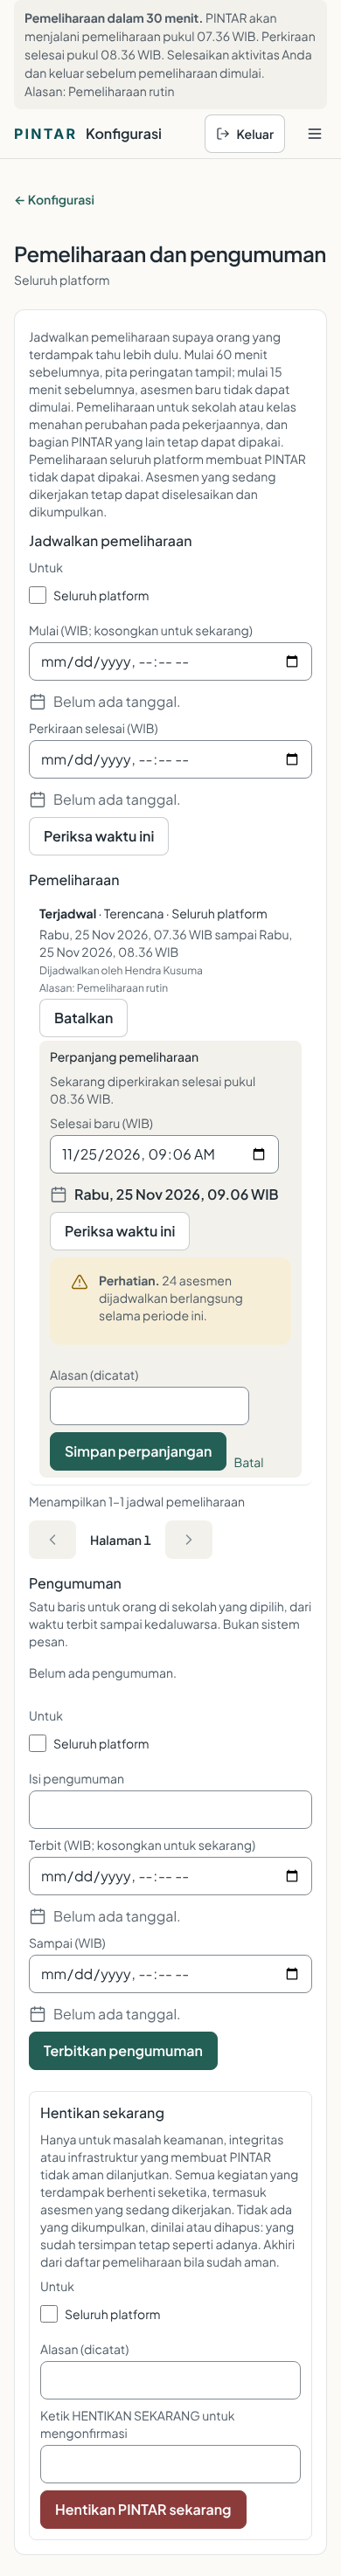 Pemeliharaan dalam 30 menit. PINTAR akan
menjalani pemeliharaan pukul 07.36 WIB. Perkiraan
selesai pukul 08.36 WIB. Selesaikan aktivitas Anda
dan keluar sebelum pemeliharaan dimulai.
Alasan: Pemeliharaan rutin
PINTAR Konfigurasi
Keluar
← Konfigurasi
Pemeliharaan dan pengumuman
Seluruh platform
Jadwalkan pemeliharaan supaya orang yang
terdampak tahu lebih dulu. Mulai 60 menit
sebelumnya, pita peringatan tampil; mulai 15
menit sebelumnya, asesmen baru tidak dapat
dimulai. Pemeliharaan untuk sekolah atau kelas
menahan perubahan pada pekerjaannya, dan
bagian PINTAR yang lain tetap dapat dipakai.
Pemeliharaan seluruh platform membuat PINTAR
tidak dapat dipakai. Asesmen yang sedang
dikerjakan tetap dapat diselesaikan dan
dikumpulkan.
Jadwalkan pemeliharaan
Untuk
Seluruh platform
Mulai (WIB; kosongkan untuk sekarang)
mm/dd/yyyy, --:-- --
Belum ada tanggal.
Perkiraan selesai (WIB)
mm/dd/yyyy, --:-- --
Belum ada tanggal.
Periksa waktu ini
Pemeliharaan
Terjadwal · Terencana · Seluruh platform
Rabu, 25 Nov 2026, 07.36 WIB sampai Rabu,
25 Nov 2026, 08.36 WIB
Dijadwalkan oleh Hendra Kusuma
Alasan: Pemeliharaan rutin
Batalkan
Perpanjang pemeliharaan
Sekarang diperkirakan selesai pukul
08.36 WIB.
Selesai baru (WIB)
11/25/2026, 09:06 AM
Rabu, 25 Nov 2026, 09.06 WIB
Periksa waktu ini
Perhatian. 24 asesmen
dijadwalkan berlangsung
selama periode ini.
Alasan (dicatat)
Simpan perpanjangan
Batal
Menampilkan 1–1 jadwal pemeliharaan
Halaman 1
Pengumuman
Satu baris untuk orang di sekolah yang dipilih, dari
waktu terbit sampai kedaluwarsa. Bukan sistem
pesan.
Belum ada pengumuman.
Untuk
Seluruh platform
Isi pengumuman
Terbit (WIB; kosongkan untuk sekarang)
mm/dd/yyyy, --:-- --
Belum ada tanggal.
Sampai (WIB)
mm/dd/yyyy, --:-- --
Belum ada tanggal.
Terbitkan pengumuman
Hentikan sekarang
Hanya untuk masalah keamanan, integritas
atau infrastruktur yang membuat PINTAR
tidak aman dilanjutkan. Semua kegiatan yang
terdampak berhenti seketika, termasuk
asesmen yang sedang dikerjakan. Tidak ada
yang dikumpulkan, dinilai atau dihapus: yang
sudah tersimpan tetap seperti adanya. Akhiri
dari daftar pemeliharaan bila sudah aman.
Untuk
Seluruh platform
Alasan (dicatat)
Ketik HENTIKAN SEKARANG untuk
mengonfirmasi
Hentikan PINTAR sekarang